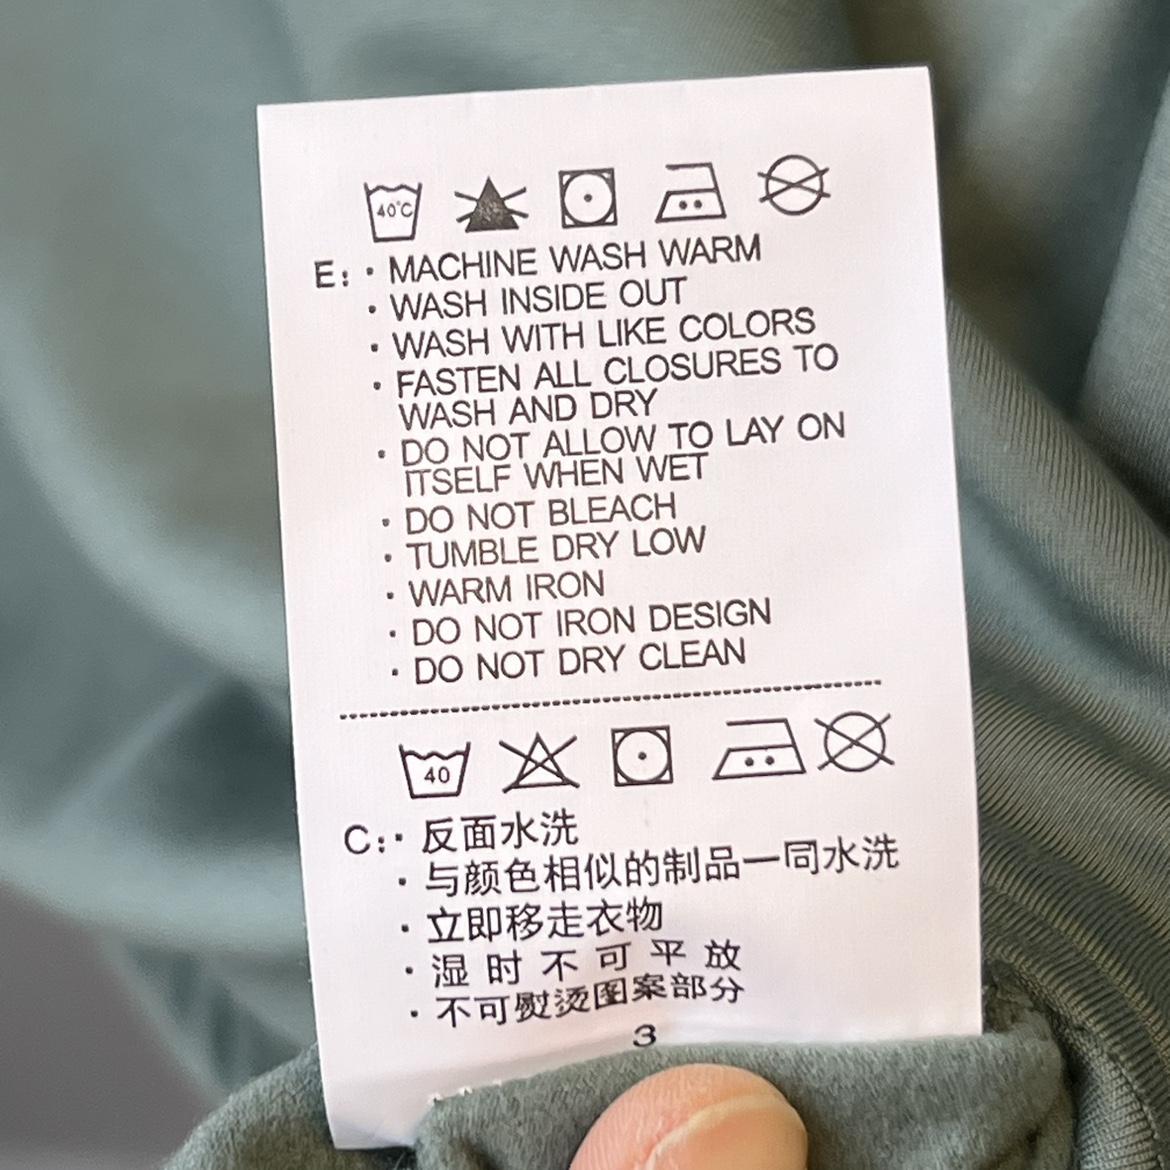 40°C
E: · MACHINE WASH WARM
· WASH INSIDE OUT
· WASH WITH LIKE COLORS
· FASTEN ALL CLOSURES TO
WASH AND DRY
· DO NOT ALLOW TO LAY ON
ITSELF WHEN WET
· DO NOT BLEACH
· TUMBLE DRY LOW
· WARM IRON
· DO NOT IRON DESIGN
· DO NOT DRY CLEAN
40
C: · 反面水洗
· 与颜色相似的制品一同水洗
· 立即移走衣物
· 湿时不可平放
· 不可熨烫图案部分
3